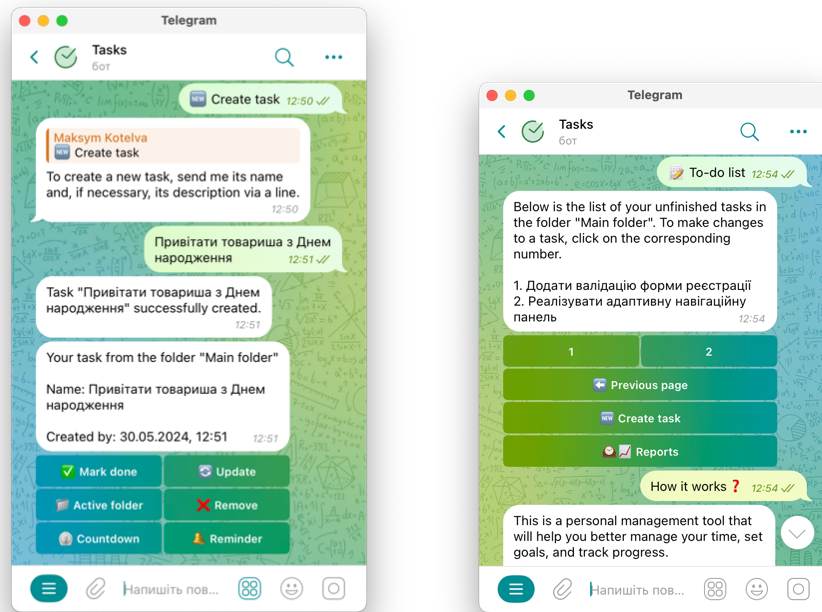 Telegram
Tasks
бот
Create task 12:50
Maksym Kotelva
Create task
To create a new task, send me its name
and, if necessary, its description via a line.
12:50
Привітати товариша з Днем
народження 12:51
Task "Привітати товариша з Днем
народження" successfully created.
12:51
Your task from the folder "Main folder"
Name: Привітати товариша з Днем
народження
Created by: 30.05.2024, 12:51 12:51
Mark done
Update
Active folder
Remove
Countdown
Reminder
Напишіть пов...
Telegram
Tasks
бот
To-do list 12:54
Below is the list of your unfinished tasks in
the folder "Main folder". To make changes
to a task, click on the corresponding
number.
1. Додати валідацію форми реєстрації
2. Реалізувати адаптивну навігаційну
панель 12:54
1
2
Previous page
Create task
Reports
How it works ❓ 12:54
This is a personal management tool that
will help you better manage your time, set
goals, and track progress.
Напишіть пов...